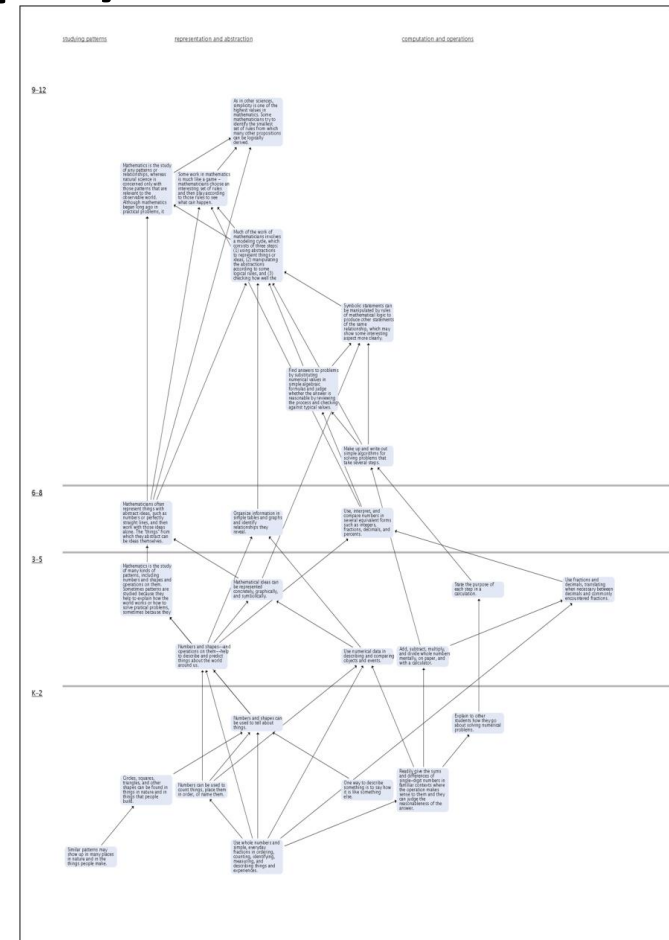 studying patterns
representation and abstraction
computation and operations
9-12
As in other sciences,
simplicity is one of the
highest values in
mathematics. Some
mathematicians try to
identify the smallest
set of rules from which
many other propositions
can be logically
derived.
Mathematics is the study
of any patterns or
relationships, whereas
natural science is
concerned only with
those patterns that are
relevant to the
observable world.
Although mathematics
began long ago in
practical problems, it
Some work in mathematics
is much like a game —
mathematicians choose an
interesting set of rules
and then play according
to those rules to see
what can happen.
Much of the work of
mathematicians involves
a modeling cycle, which
consists of three steps:
(1) using abstractions
to represent things or
ideas, (2) manipulating
the abstractions
according to some
logical rules, and (3)
checking how well the
Symbolic statements can
be manipulated by rules
of mathematical logic to
produce other statements
of the same
relationship, which may
show some interesting
aspect more clearly.
Find answers to problems
by substituting
numerical values in
simple algebraic
formulas and judge
whether the answer is
reasonable by reviewing
the process and checking
against typical values.
Make up and write out
simple algorithms for
solving problems that
take several steps.
6-8
Mathematicians often
represent things with
abstract ideas, such as
numbers or perfectly
straight lines, and then
work with those ideas
alone. The "things" from
which they abstract can
be ideas themselves.
Organize information in
simple tables and graphs
and identify
relationships they
reveal.
Use, interpret, and
compare numbers in
several equivalent forms
such as integers,
fractions, decimals, and
percents.
3-5
Mathematics is the study
of many kinds of
patterns, including
numbers and shapes and
operations on them.
Sometimes patterns are
studied because they
help to explain how the
world works or how to
solve practical problems,
sometimes because they
Mathematical ideas can
be represented
concretely, graphically,
and symbolically.
State the purpose of
each step in a
calculation.
Use fractions and
decimals, translating
when necessary between
decimals and commonly
encountered fractions.
Numbers and shapes—and
operations on them—help
to describe and predict
things about the world
around us.
Use numerical data in
describing and comparing
objects and events.
Add, subtract, multiply,
and divide whole numbers
mentally, on paper, and
with a calculator.
K-2
Numbers and shapes can
be used to tell about
things.
Explain to other
students how they go
about solving numerical
problems.
Circles, squares,
triangles, and other
shapes can be found in
things in nature and in
things that people
build.
Numbers can be used to
count things, place them
in order, or name them.
One way to describe
something is to say how
it is like something
else.
Readily give the sums
and differences of
single-digit numbers in
familiar contexts where
the operation makes
sense to them and they
can judge the
reasonableness of the
answer.
Similar patterns may
show up in many places
in nature and in the
things people make.
Use whole numbers and
simple, everyday
fractions in ordering,
counting, identifying,
measuring, and
describing things and
experiences.